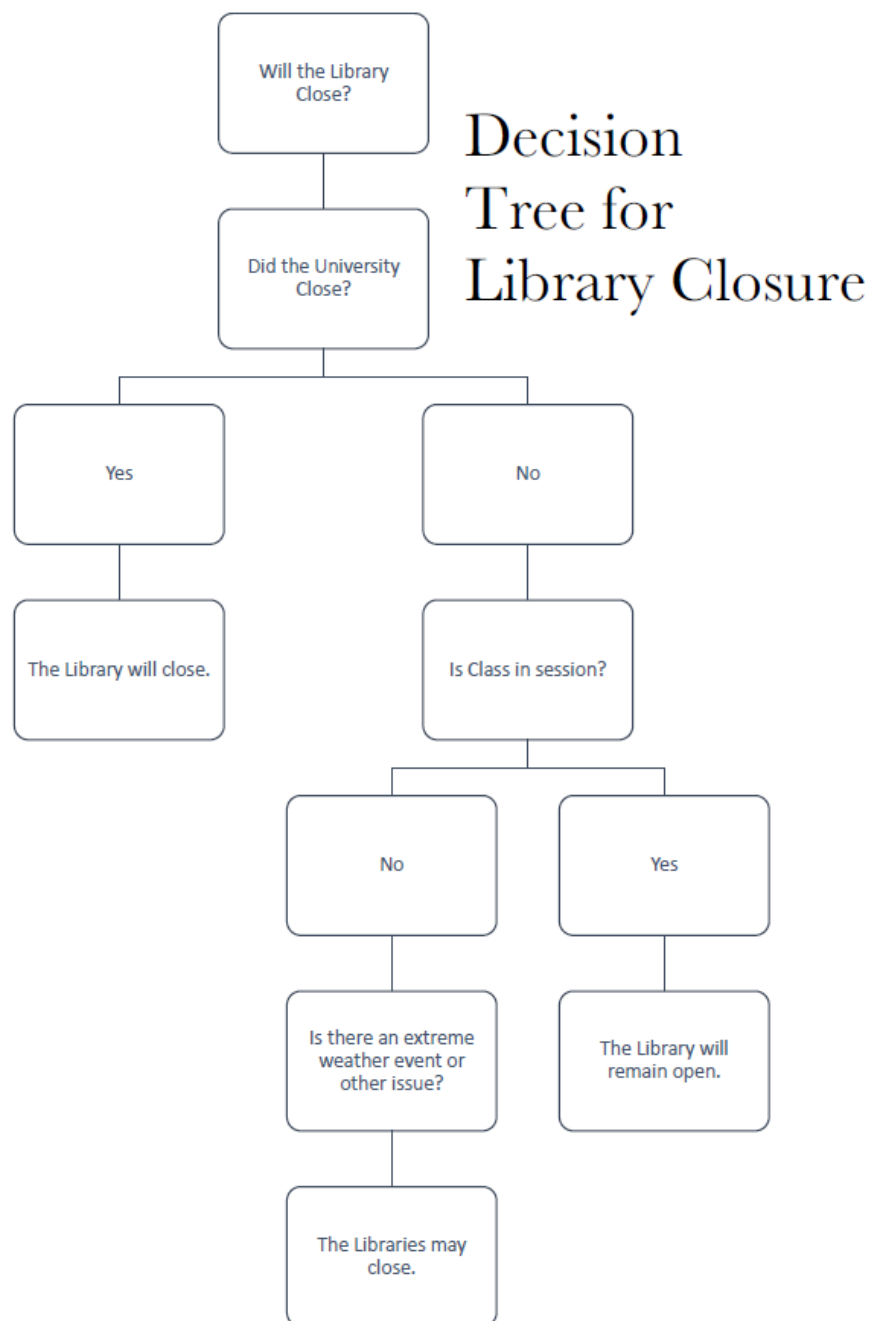 Will the Library
Close?
Decision
Tree for
Library Closure
Did the University
Close?
Yes
No
The Library will close.
Is Class in session?
No
Yes
Is there an extreme
weather event or
other issue?
The Library will
remain open.
The Libraries may
close.